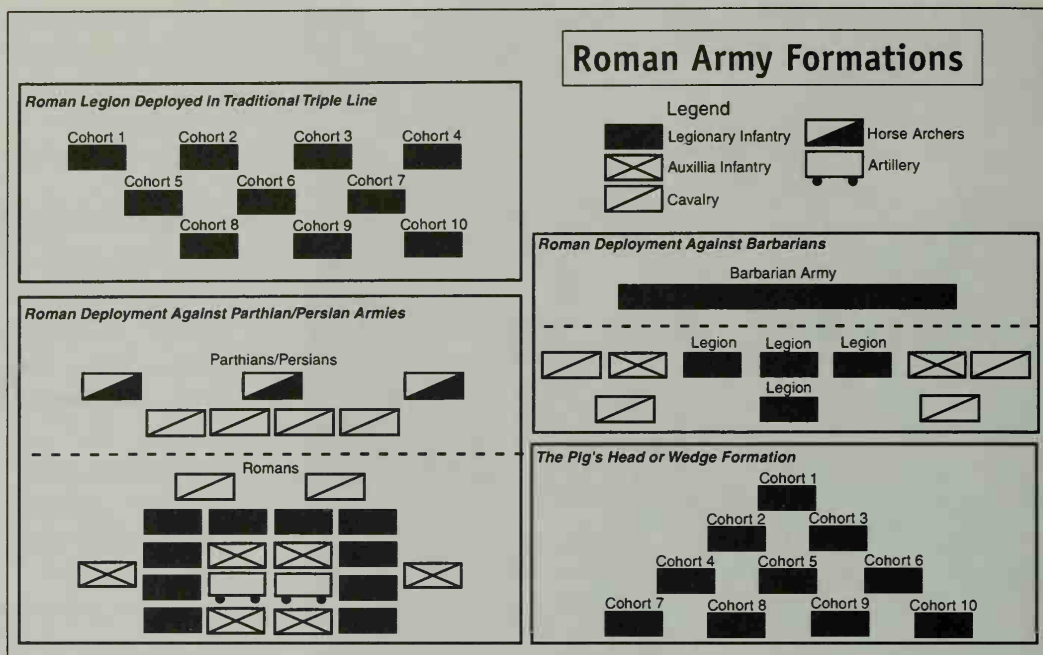 Roman Army Formations
Roman Legion Deployed In Traditional Triple Line
Cohort 1 Cohort 2 Cohort 3 Cohort 4
Cohort 5 Cohort 6 Cohort 7
Cohort 8 Cohort 9 Cohort 10
Legend
Legionary Infantry
Horse Archers
Auxillia Infantry
Artillery
Cavalry
Roman Deployment Against Parthian/Persian Armies
Parthians/Persians
Romans
Roman Deployment Against Barbarians
Barbarian Army
Legion Legion Legion
Legion
The Pig's Head or Wedge Formation
Cohort 1
Cohort 2 Cohort 3
Cohort 4 Cohort 5 Cohort 6
Cohort 7 Cohort 8 Cohort 9 Cohort 10